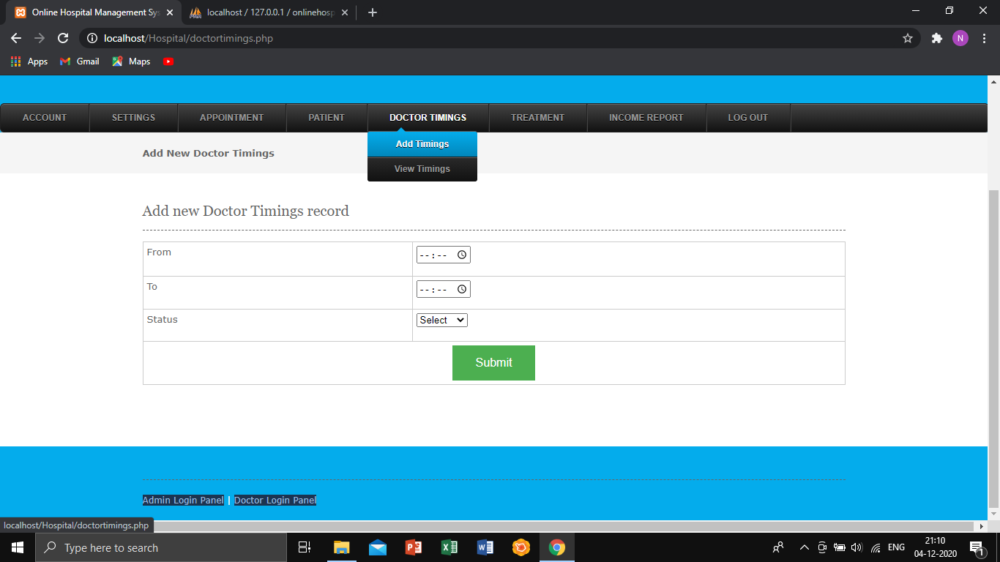 Online Hospital Management Sys
localhost / 127.0.0.1 / onlinehosp
localhost/Hospital/doctortimings.php
N
Apps Gmail Maps
ACCOUNT SETTINGS APPOINTMENT PATIENT DOCTOR TIMINGS TREATMENT INCOME REPORT LOG OUT
Add Timings
Add New Doctor Timings
View Timings
Add new Doctor Timings record
From --:--
To --:--
Status Select
Submit
Admin Login Panel | Doctor Login Panel
localhost/Hospital/doctortimings.php
Type here to search
ENG
21:10
04-12-2020
1